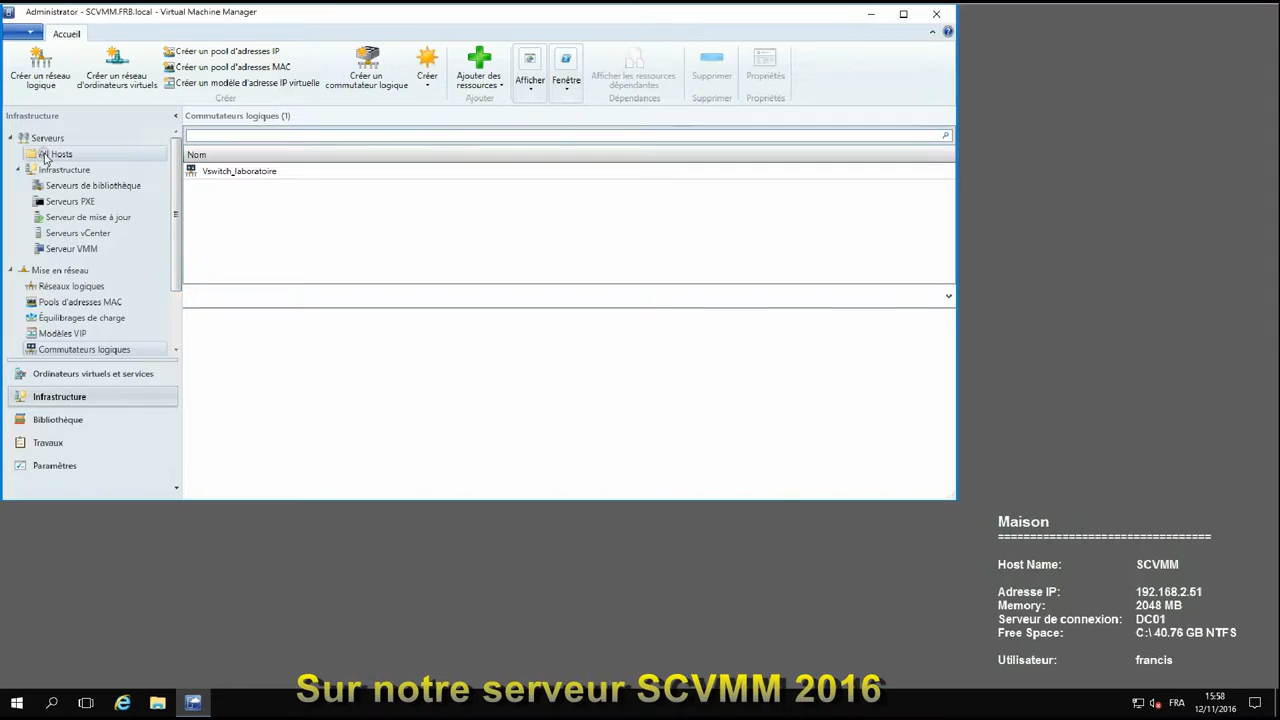 Administrator - SCVMM.FRB.local - Virtual Machine Manager
Accueil
Créer un réseau logique
Créer un réseau d'ordinateurs virtuels
Créer un pool d'adresses IP
Créer un pool d'adresses MAC
Créer un modèle d'adresse IP virtuelle
Créer un commutateur logique
Créer
Ajouter des ressources
Afficher
Fenêtre
Afficher les ressources dépendantes
Supprimer
Propriétés
Créer
Ajouter
Dépendances
Supprimer
Propriétés
Infrastructure
Commutateurs logiques (1)
Serveurs
All Hosts
Infrastructure
Serveurs de bibliothèque
Serveurs PXE
Serveur de mise à jour
Serveurs vCenter
Serveur VMM
Mise en réseau
Réseaux logiques
Pools d'adresses MAC
Équilibrages de charge
Modèles VIP
Commutateurs logiques
Nom
Vswitch_laboratoire
Ordinateurs virtuels et services
Infrastructure
Bibliothèque
Travaux
Paramètres
Maison
================================
Host Name: SCVMM
Adresse IP: 192.168.2.51
Memory: 2048 MB
Serveur de connexion: DC01
Free Space: C:\ 40.76 GB NTFS
Utilisateur: francis
Sur notre serveur SCVMM 2016
FRA
15:58
12/11/2016